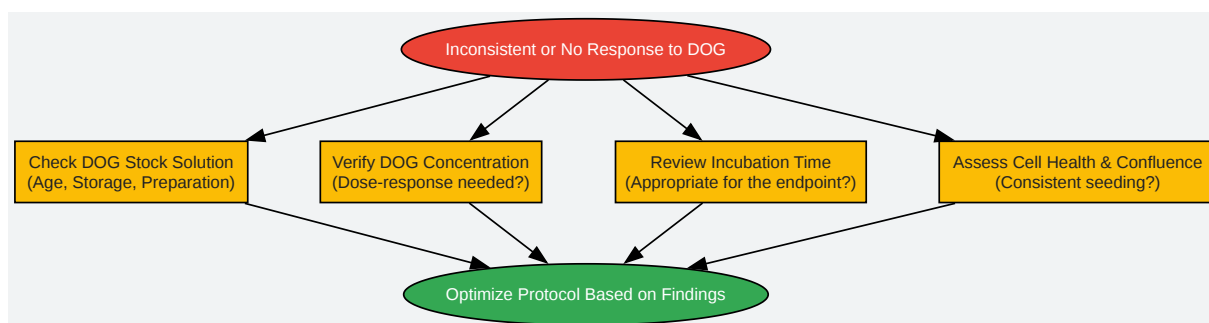 Inconsistent or No Response to DOG
Check DOG Stock Solution
(Age, Storage, Preparation)
Verify DOG Concentration
(Dose-response needed?)
Review Incubation Time
(Appropriate for the endpoint?)
Assess Cell Health & Confluence
(Consistent seeding?)
Optimize Protocol Based on Findings